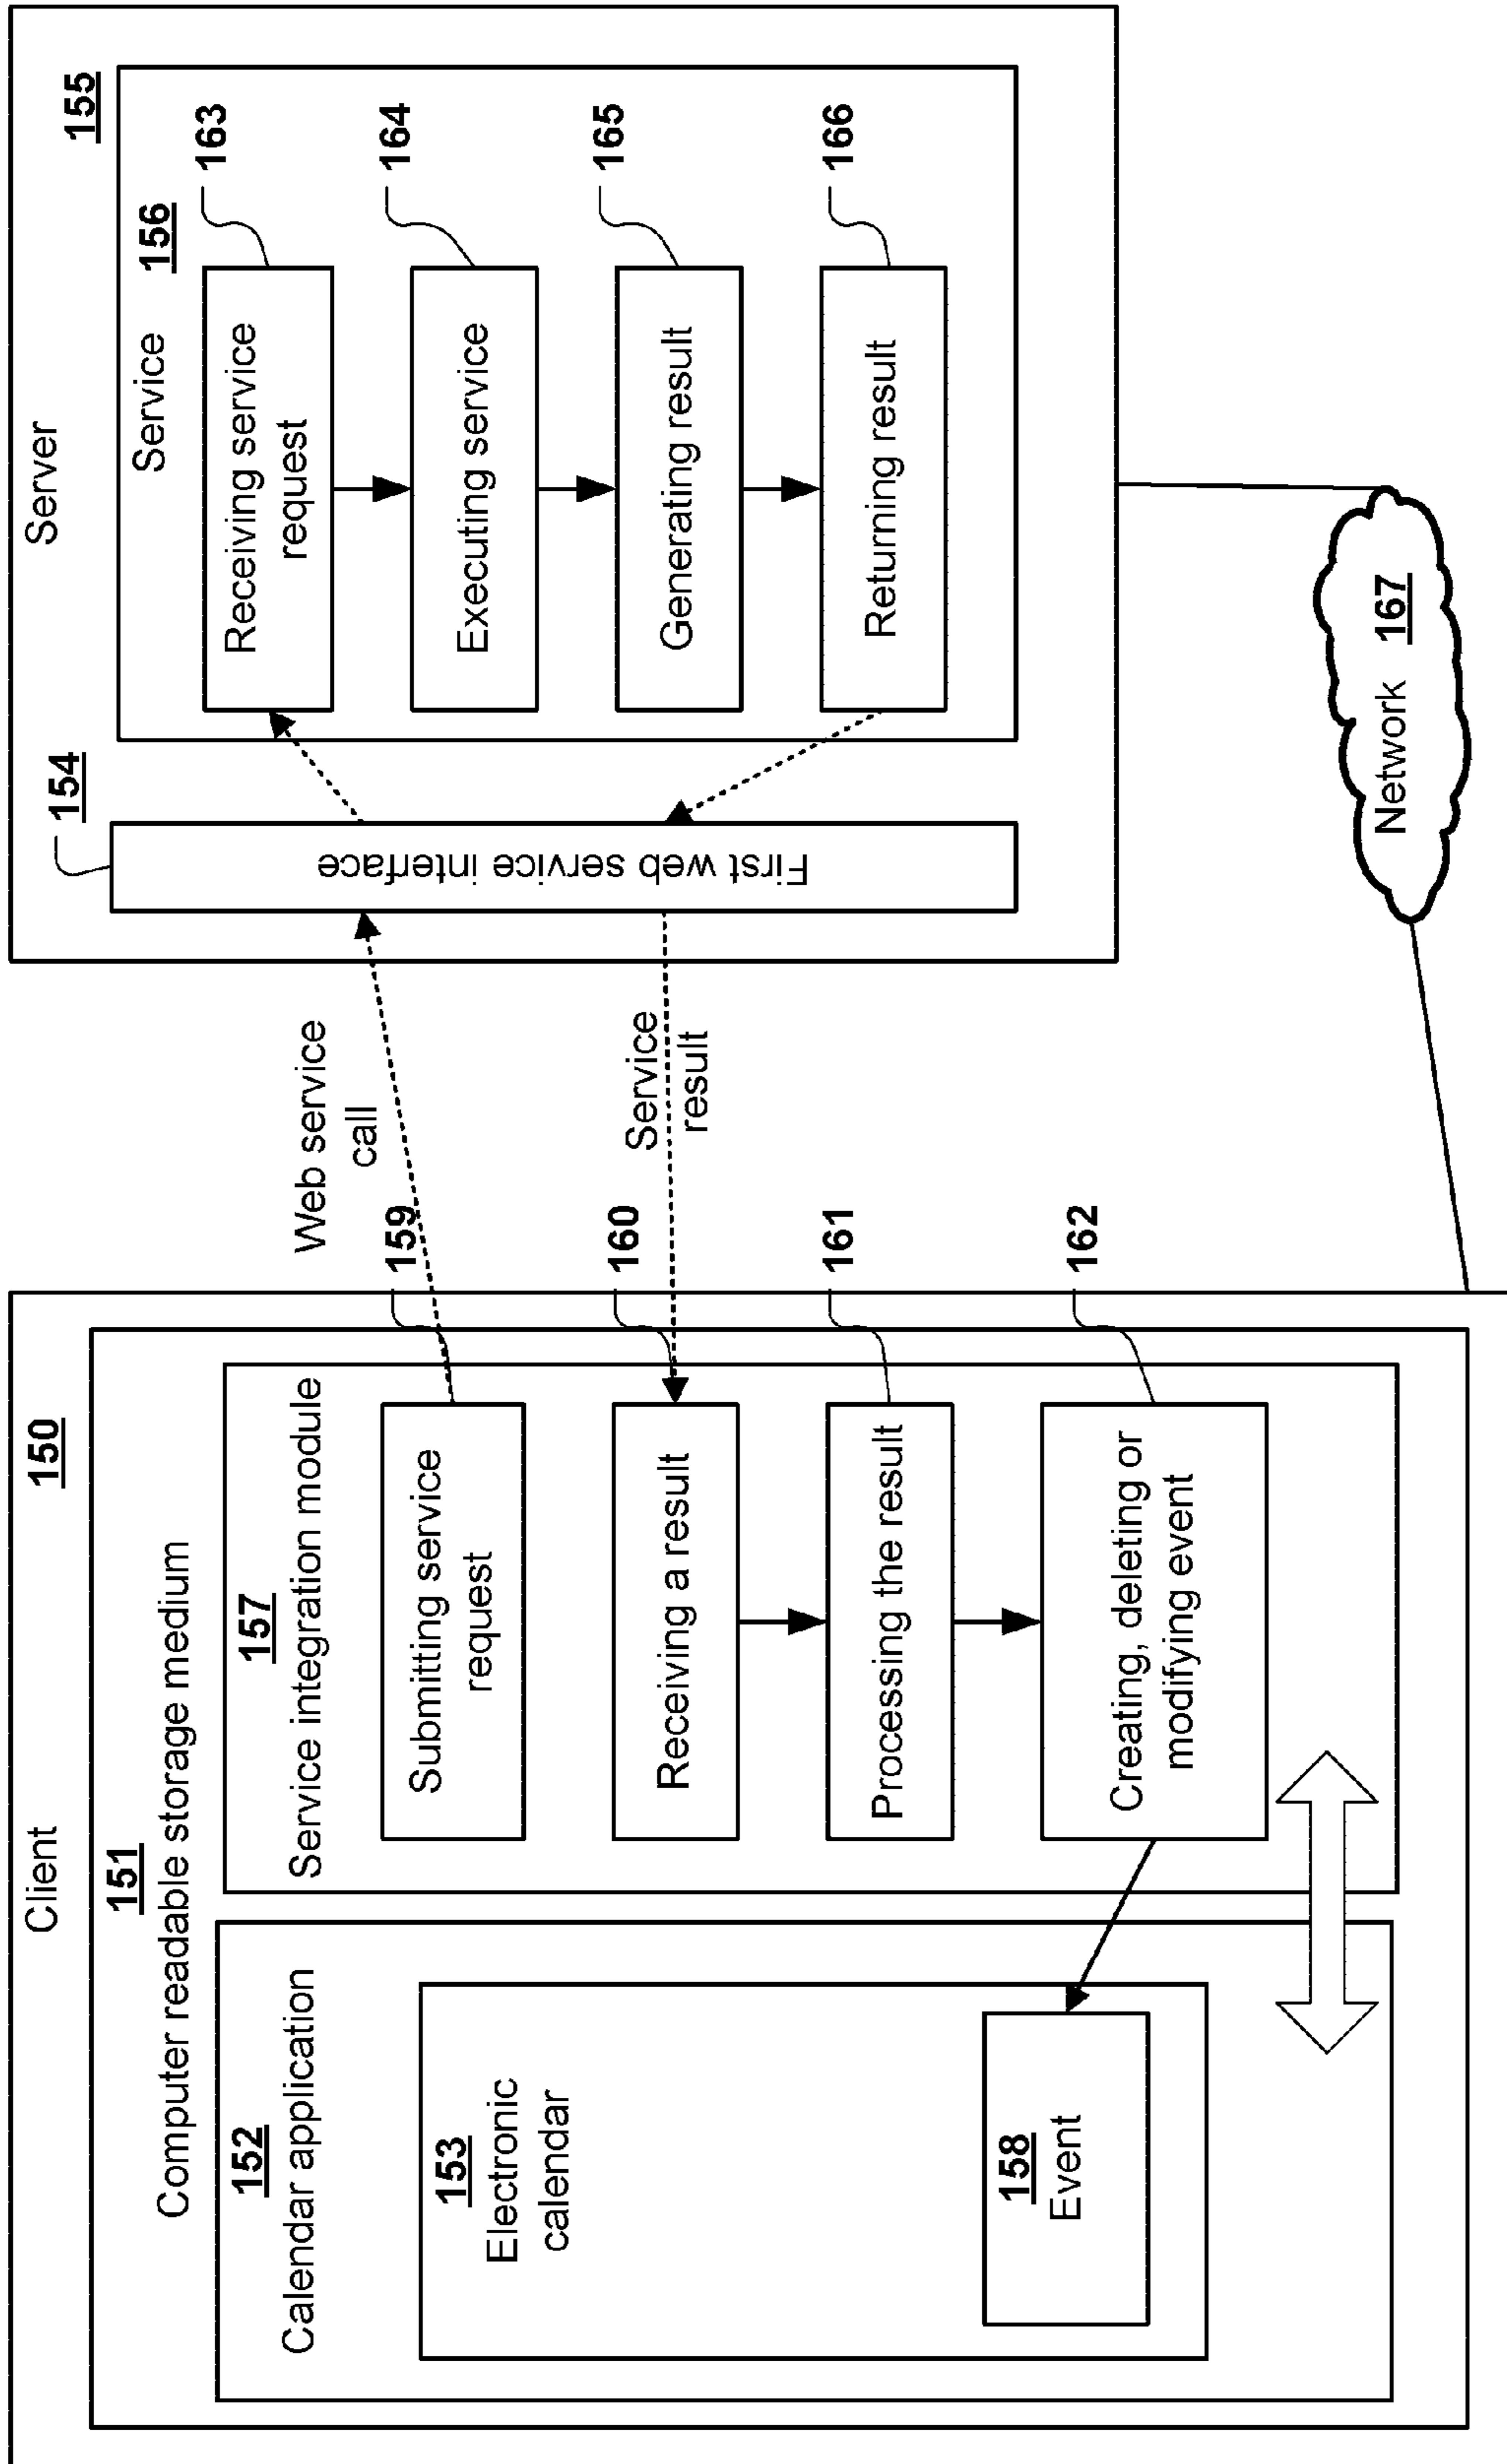 Client
150
151
Computer readable storage medium
152
Calendar application
153
Electronic
calendar
158
Event
157
Service integration module
Submitting service
request
159
Receiving a result
160
Processing the result
161
Creating, deleting or
modifying event
162
Web service
call
Service
result
Server
155
154
First web service interface
Service
156
Receiving service
request
163
Executing service
164
Generating result
165
Returning result
166
Network
167